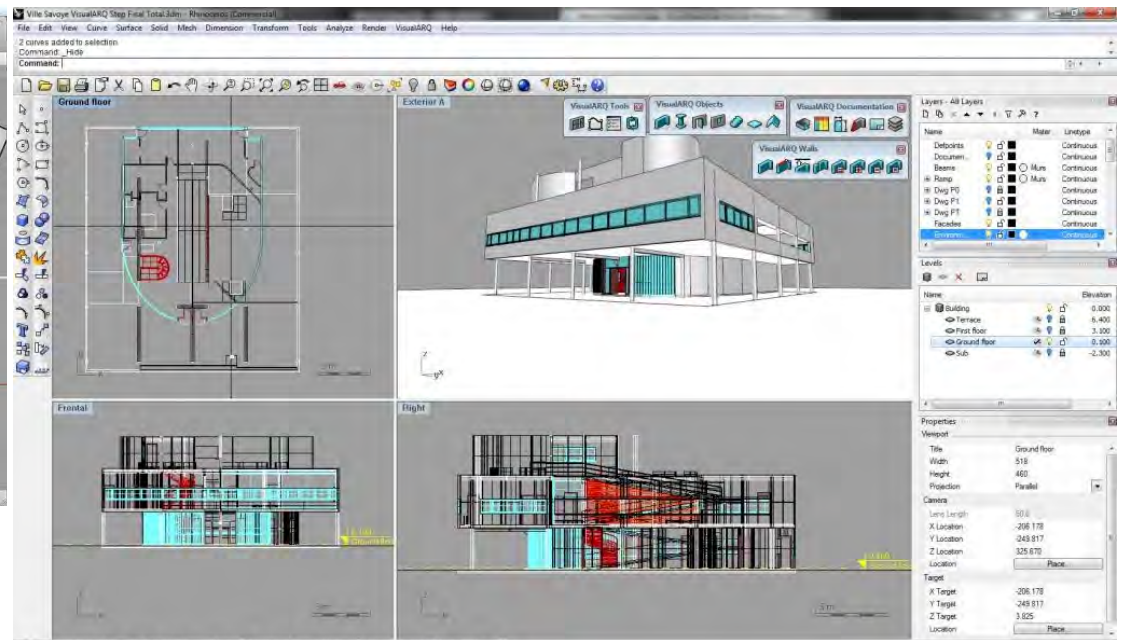 Ville Savoye VisualARQ Step Final Total.3dm - Rhinoceros (Commercial)
File Edit View Curve Surface Solid Mesh Dimension Transform Tools Analyze Render VisualARQ Help
2 curves added to selection.
Command: _Hide
Command:
Ground floor
Exterior A
VisualARQ Tools
VisualARQ Objects
VisualARQ Documentation
VisualARQ Walls
Frontal
Right
Layers - All Layers
Name Mater Linetype
Defpoints Continuous
Documen... Continuous
Beams Murs Continuous
Ramp Murs Continuous
Dwg P0 Continuous
Dwg P1 Continuous
Dwg PT Continuous
Facades Continuous
Continuous
Levels
Name Elevation
Building 0.000
Terrace 6.400
First floor 3.100
Ground floor 0.100
Sub -2.300
Properties
Viewport
Title Ground floor
Width 518
Height 460
Projection Parallel
Camera
Lens Length 50.0
X Location -206.178
Y Location -249.817
Z Location 325.670
Location Place...
Target
X Target -206.178
Y Target -249.817
Z Target 3.825
Location Place...